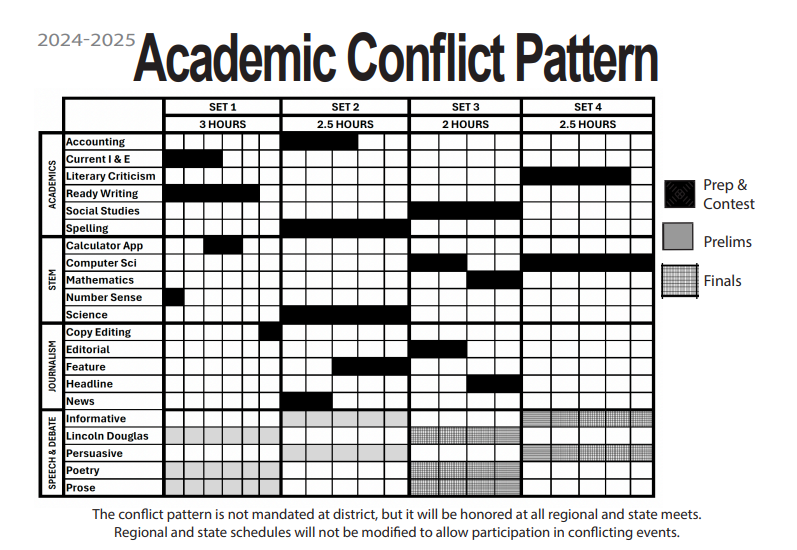 2024-2025
Academic Conflict Pattern
SET 1 SET 2 SET 3 SET 4
3 HOURS 2.5 HOURS 2 HOURS 2.5 HOURS
ACADEMICS
Accounting
Current I & E
Literary Criticism
Ready Writing
Social Studies
Spelling
STEM
Calculator App
Computer Sci
Mathematics
Number Sense
Science
JOURNALISM
Copy Editing
Editorial
Feature
Headline
News
SPEECH & DEBATE
Informative
Lincoln Douglas
Persuasive
Poetry
Prose
Prep &
Contest
Prelims
Finals
The conflict pattern is not mandated at district, but it will be honored at all regional and state meets.
Regional and state schedules will not be modified to allow participation in conflicting events.